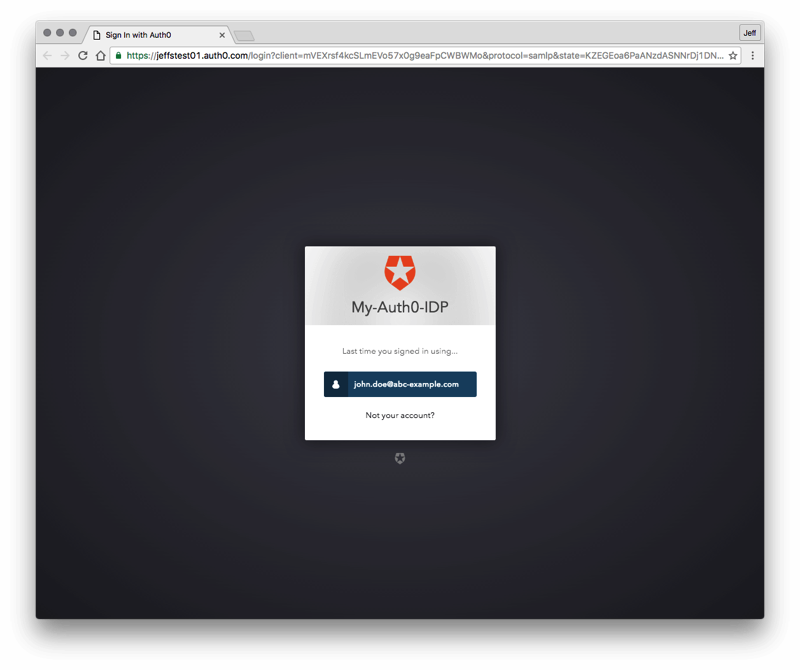 Sign In with Auth0
Jeff
https://jeffstest01.auth0.com/login?client=mVEXrsf4kcSLmEVo57x0g9eaFpCWBWMo&protocol=samlp&state=KZEGEoa6PaANzdASNNrDj1DN...
My-Auth0-IDP
Last time you signed in using...
john.doe@abc-example.com
Not your account?